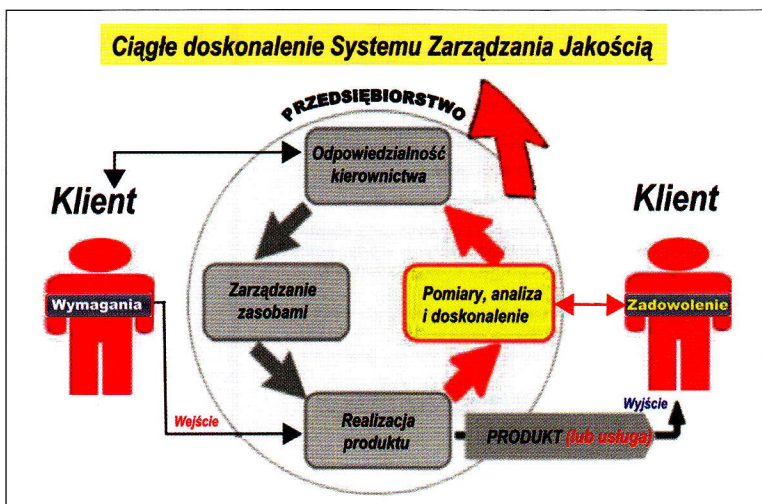 Ciągłe doskonalenie Systemu Zarządzania Jakością
PRZEDSIĘBIORSTWO
Odpowiedzialność
kierownictwa
Klient
Klient
Wymagania
Zarządzanie
zasobami
Pomiary, analiza
i doskonalenie
Zadowolenie
Wejście
Realizacja
produktu
Wyjście
PRODUKT (lub usługa)